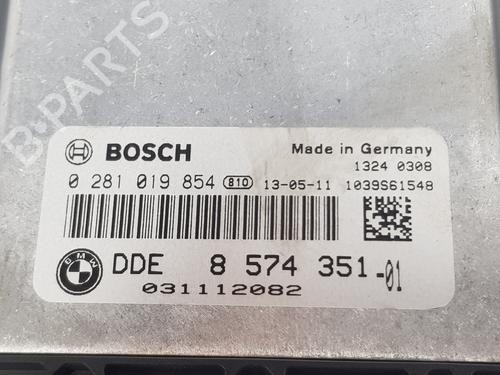 B-PARTS
BOSCH
Made in Germany
1324 0308
0 281 019 854 810 13-05-11 1039S61548
BMW
DDE 8 574 351-01
031112082